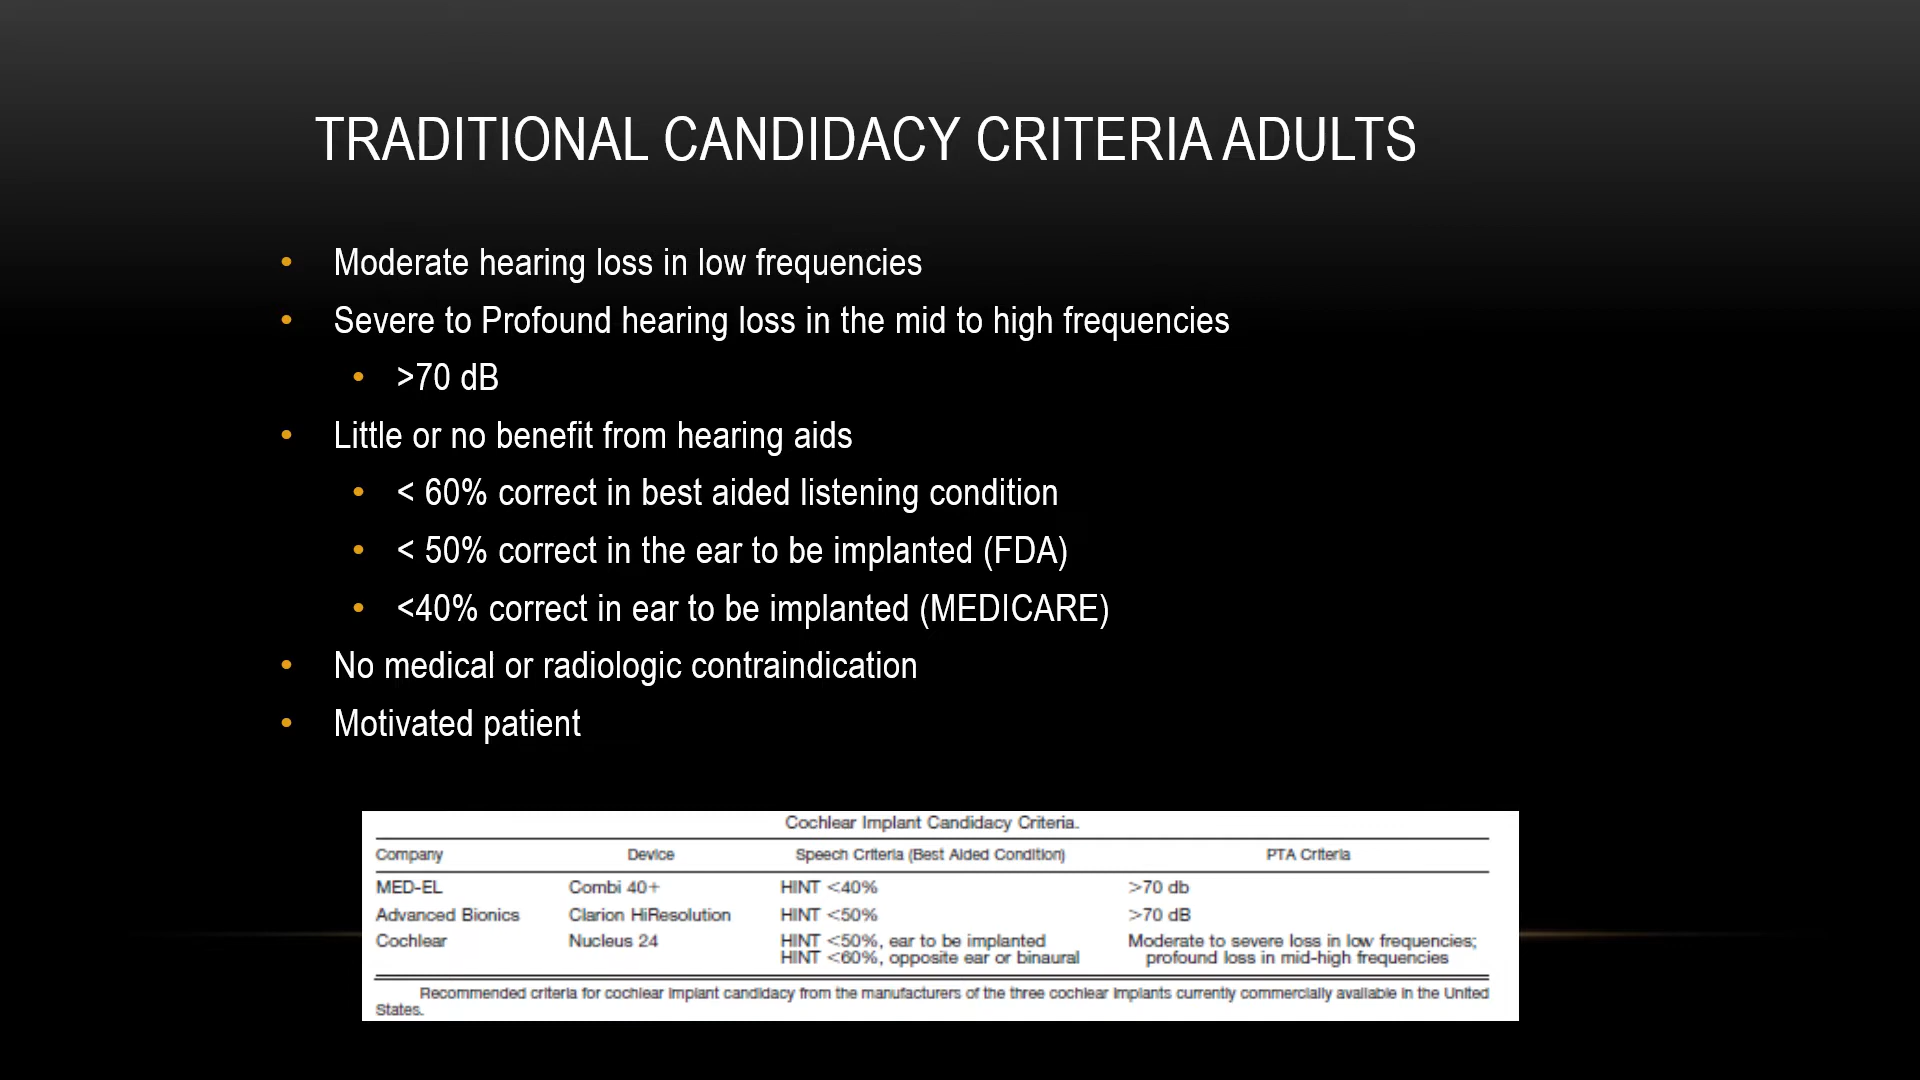 TRADITIONAL CANDIDACY CRITERIA ADULTS
• Moderate hearing loss in low frequencies
• Severe to Profound hearing loss in the mid to high frequencies
• >70 dB
• Little or no benefit from hearing aids
• < 60% correct in best aided listening condition
• < 50% correct in the ear to be implanted (FDA)
• <40% correct in ear to be implanted (MEDICARE)
• No medical or radiologic contraindication
• Motivated patient
Cochlear Implant Candidacy Criteria.
Company Device Speech Criteria (Best Aided Condition) PTA Criteria
MED-EL Combi 40+ HINT <40% >70 db
Advanced Bionics Clarion HiResolution HINT <50% >70 dB
Cochlear Nucleus 24 HINT <50%, ear to be implanted Moderate to severe loss in low frequencies;
HINT <60%, opposite ear or binaural profound loss in mid-high frequencies
Recommended criteria for cochlear implant candidacy from the manufacturers of the three cochlear implants currently commercially available in the United
States.